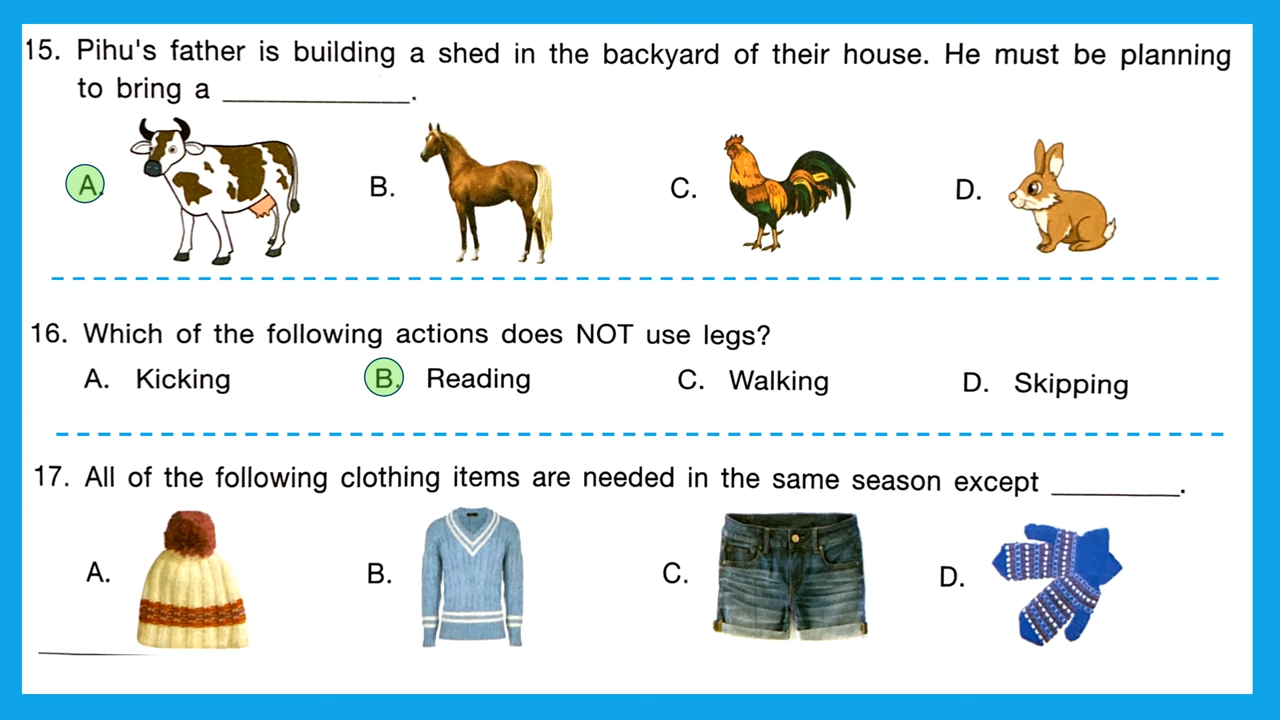 15. Pihu's father is building a shed in the backyard of their house. He must be planning
to bring a ____________.
A. B. C. D.
16. Which of the following actions does NOT use legs?
A. Kicking B. Reading C. Walking D. Skipping
17. All of the following clothing items are needed in the same season except ________.
A. B. C. D.